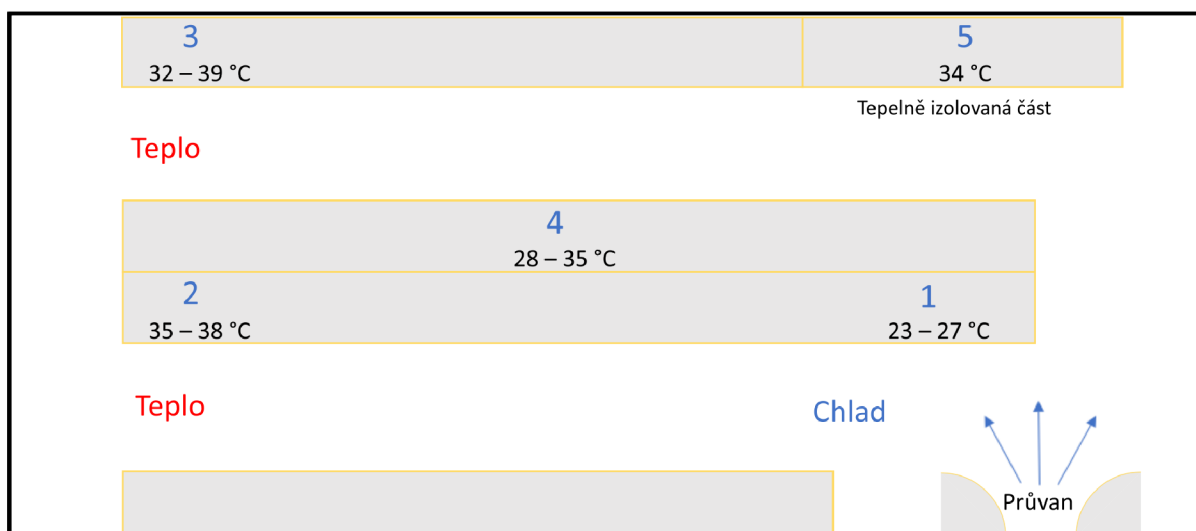 3 5
32 – 39 °C 34 °C
Tepelně izolovaná část
Teplo
4
28 – 35 °C
2 1
35 – 38 °C 23 – 27 °C
Teplo Chlad
Průvan